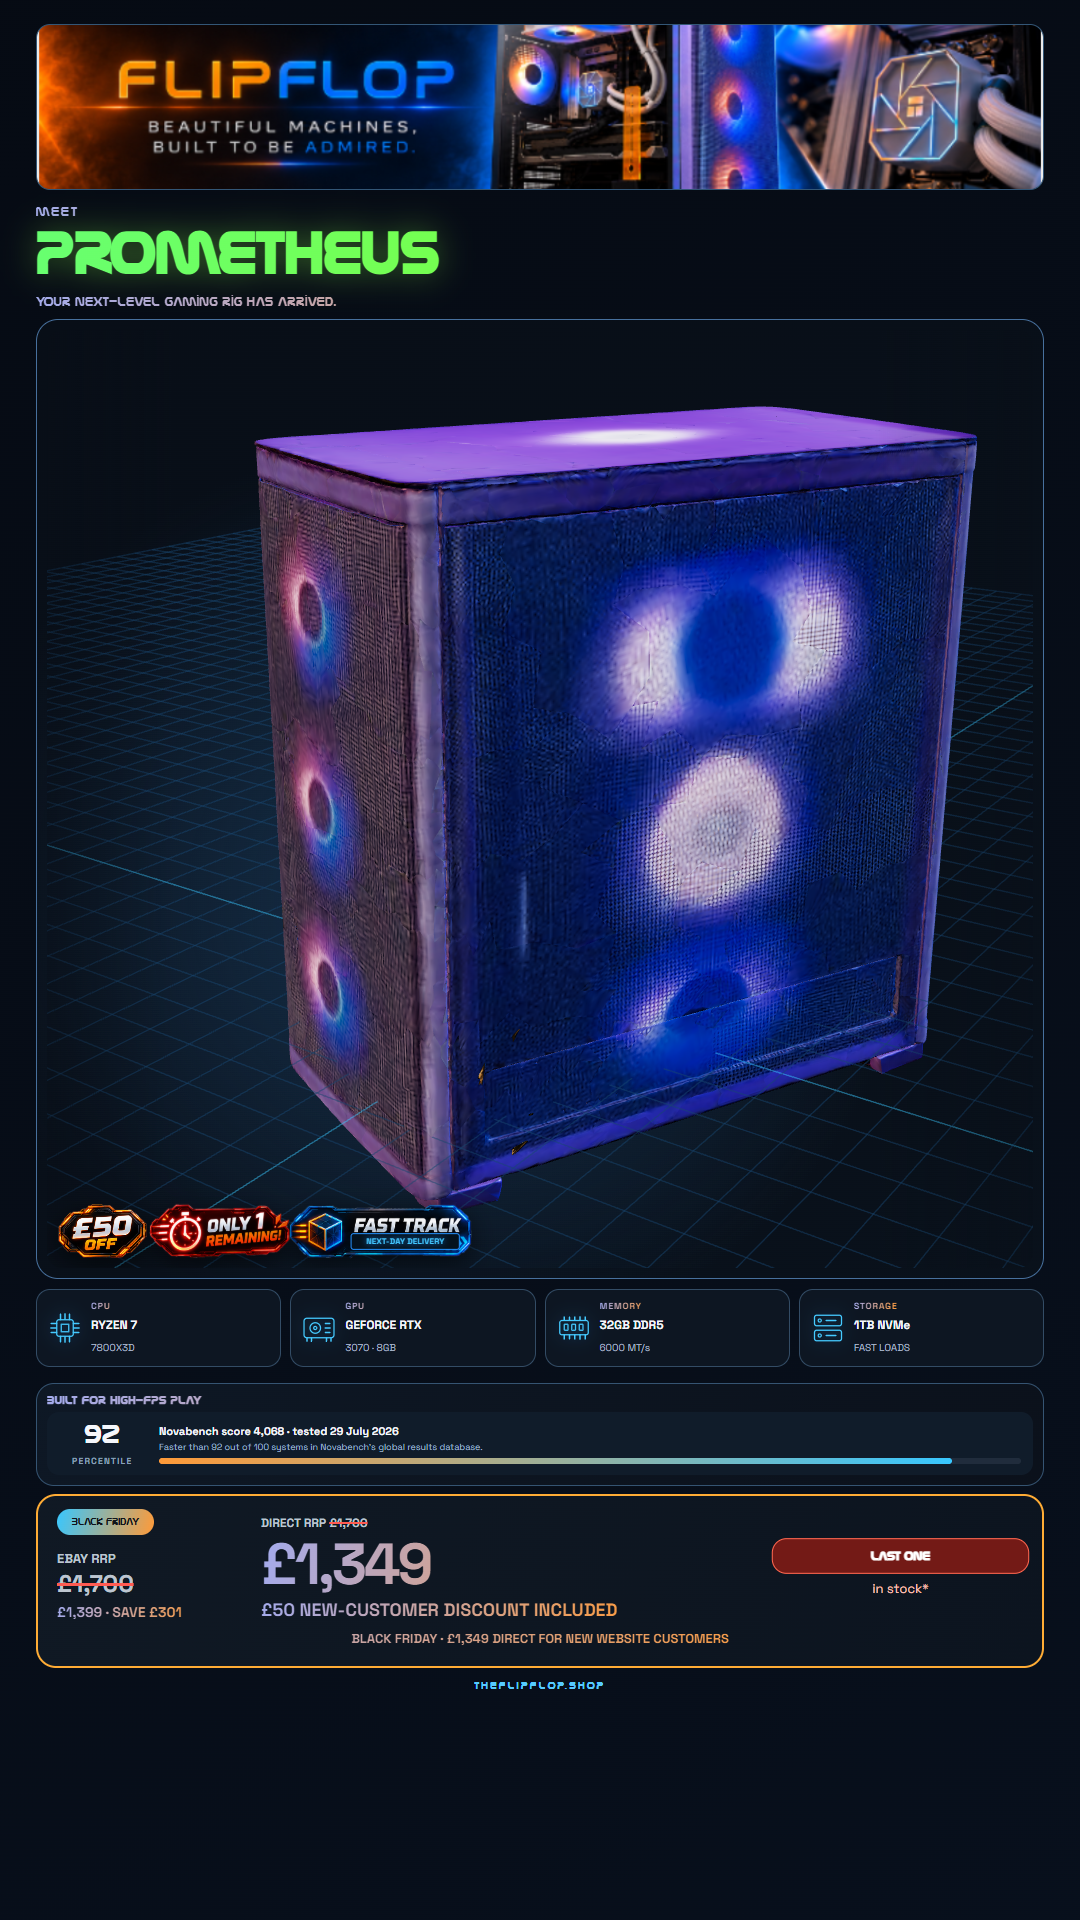 FLIPFLOP
BEAUTIFUL MACHINES,
BUILT TO BE ADMIRED.
MEET
PROMETHEUS
YOUR NEXT-LEVEL GAMING RIG HAS ARRIVED.
£50 OFF
ONLY 1 REMAINING!
FAST TRACK
NEXT-DAY DELIVERY
CPU
RYZEN 7
7800X3D
GPU
GEFORCE RTX
3070 · 8GB
MEMORY
32GB DDR5
6000 MT/s
STORAGE
1TB NVMe
FAST LOADS
BUILT FOR HIGH-FPS PLAY
92
PERCENTILE
Novabench score 4,068 · tested 29 July 2026
Faster than 92 out of 100 systems in Novabench's global results database.
BLACK FRIDAY
EBAY RRP
£1,700
£1,399 · SAVE £301
DIRECT RRP £1,700
£1,349
£50 NEW-CUSTOMER DISCOUNT INCLUDED
BLACK FRIDAY · £1,349 DIRECT FOR NEW WEBSITE CUSTOMERS
LAST ONE
in stock*
THEFLIPFLOP.SHOP